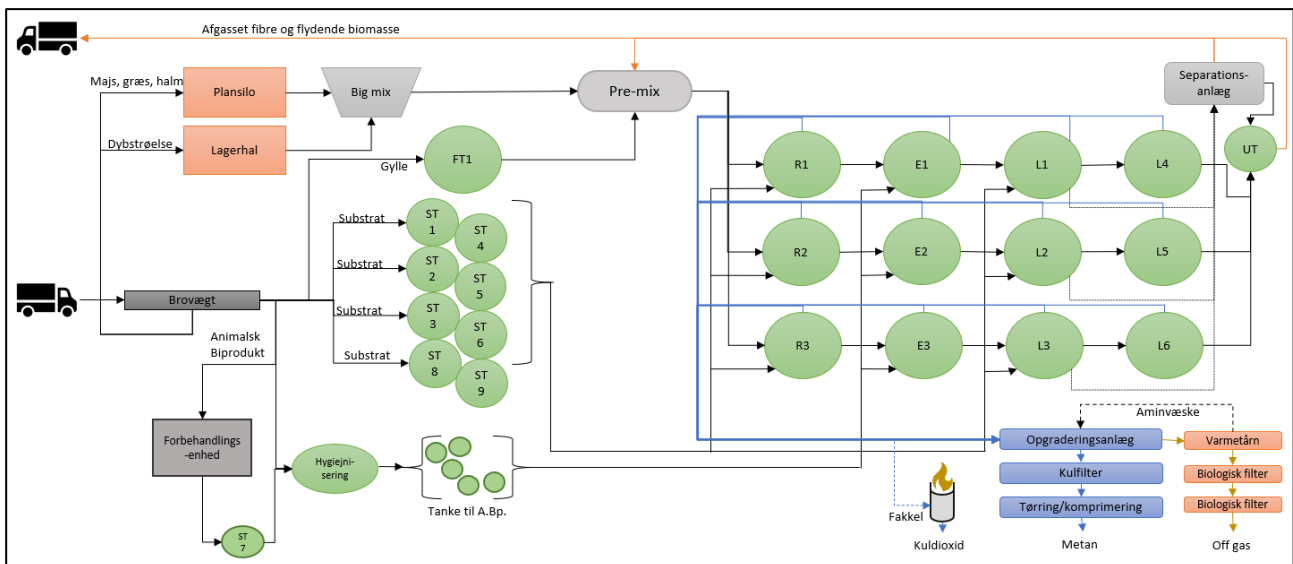 Afgasset fibre og flydende biomasse
Majs, græs, halm
Plansilo
Big mix
Pre-mix
Separations-
anlæg
Dybstrøelse
Lagerhal
Gylle
FT1
UT
R1
E1
L1
L4
Substrat
ST
1
ST
4
Substrat
ST
2
ST
5
R2
E2
L2
L5
Brovægt
Substrat
ST
3
ST
6
Animalsk
Biprodukt
Substrat
ST
8
ST
9
R3
E3
L3
L6
Forbehandlings
-enhed
Hygiejni-
sering
Tanke til A.Bp.
ST
7
Aminvæske
Opgraderingsanlæg
Varmetårn
Kulfilter
Biologisk filter
Tørring/komprimering
Biologisk filter
Fakkel
Kuldioxid
Metan
Off gas